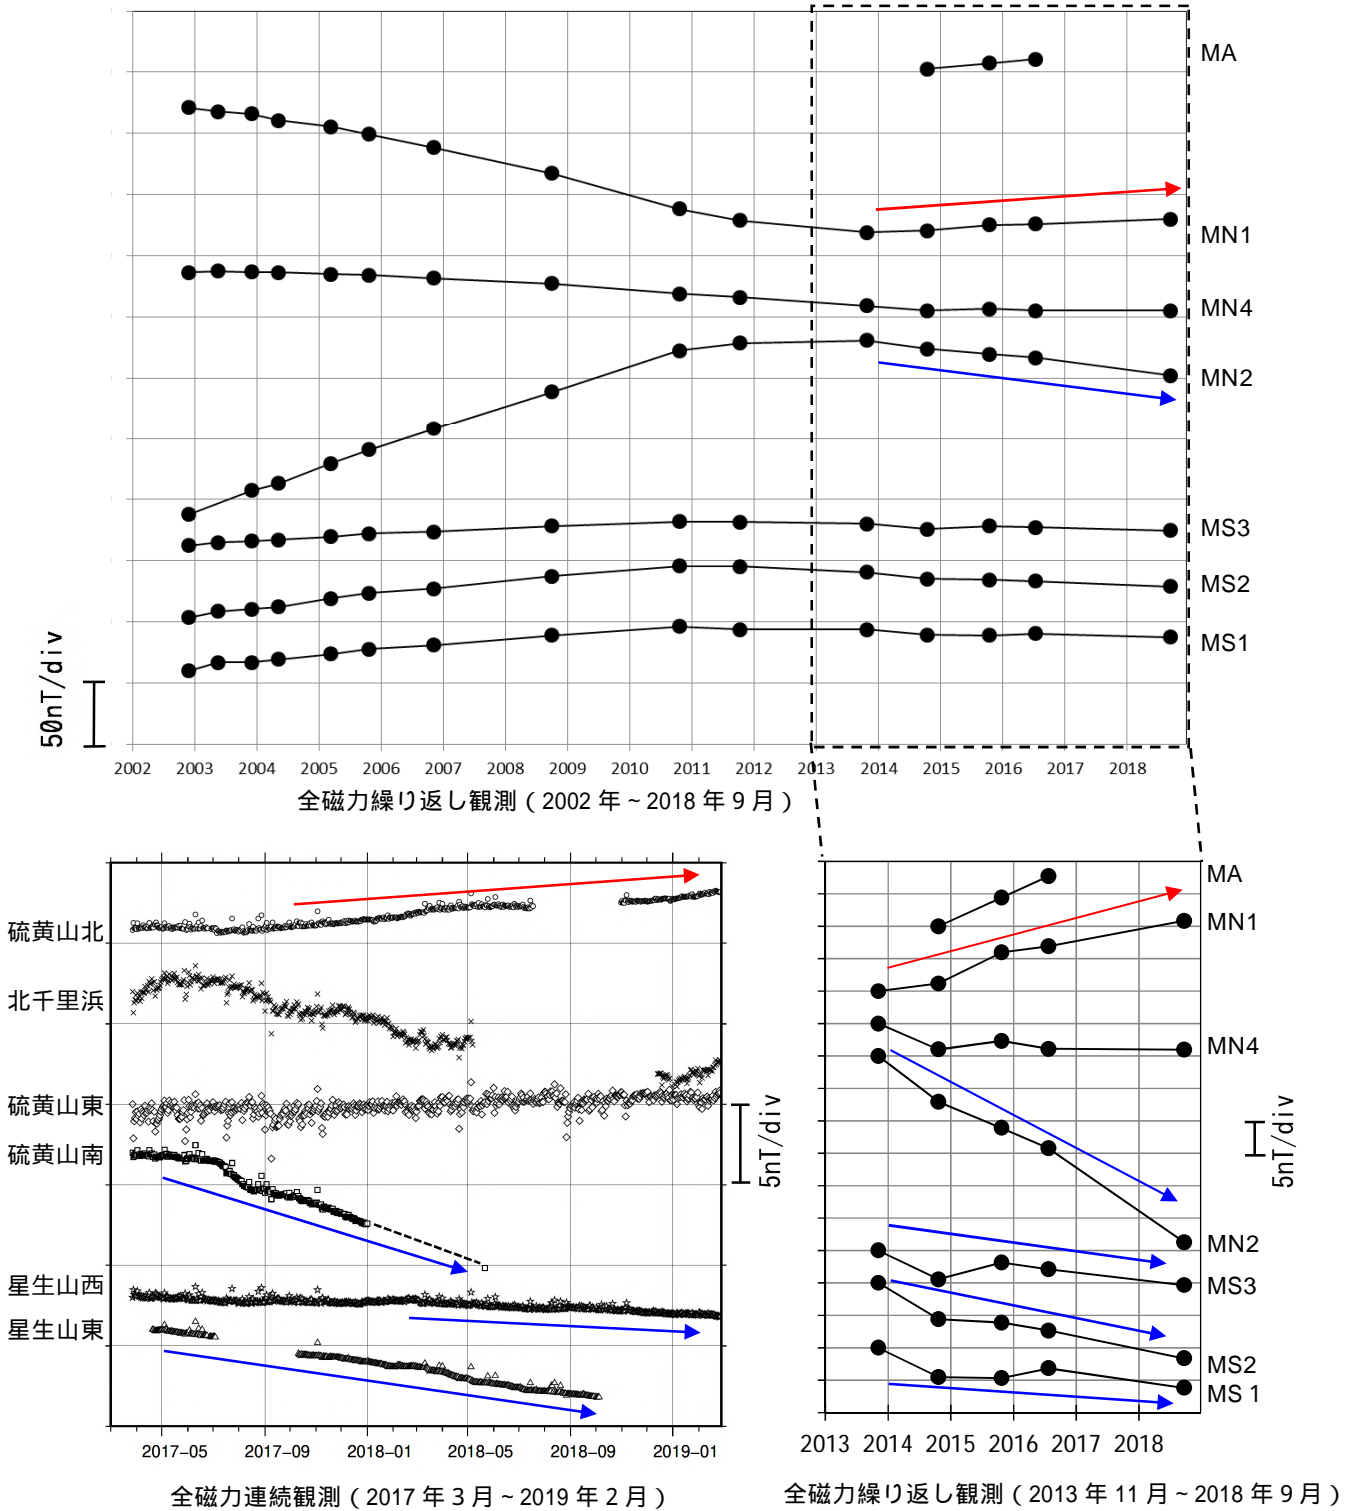 MA
MN1
MN4
MN2
MS3
MS2
MS1
50nT/div
2002 2003 2004 2005 2006 2007 2008 2009 2010 2011 2012 2013 2014 2015 2016 2017 2018
全磁力繰り返し観測（2002 年～2018 年 9 月）
硫黄山北
北千里浜
硫黄山東
硫黄山南
星生山西
星生山東
5nT/div
2017-05 2017-09 2018-01 2018-05 2018-09 2019-01
全磁力連続観測（2017 年 3 月～2019 年 2 月）
MA
MN1
MN4
MN2
MS3
MS2
MS 1
5nT/div
2013 2014 2015 2016 2017 2018
全磁力繰り返し観測（2013 年 11 月～2018 年 9 月）